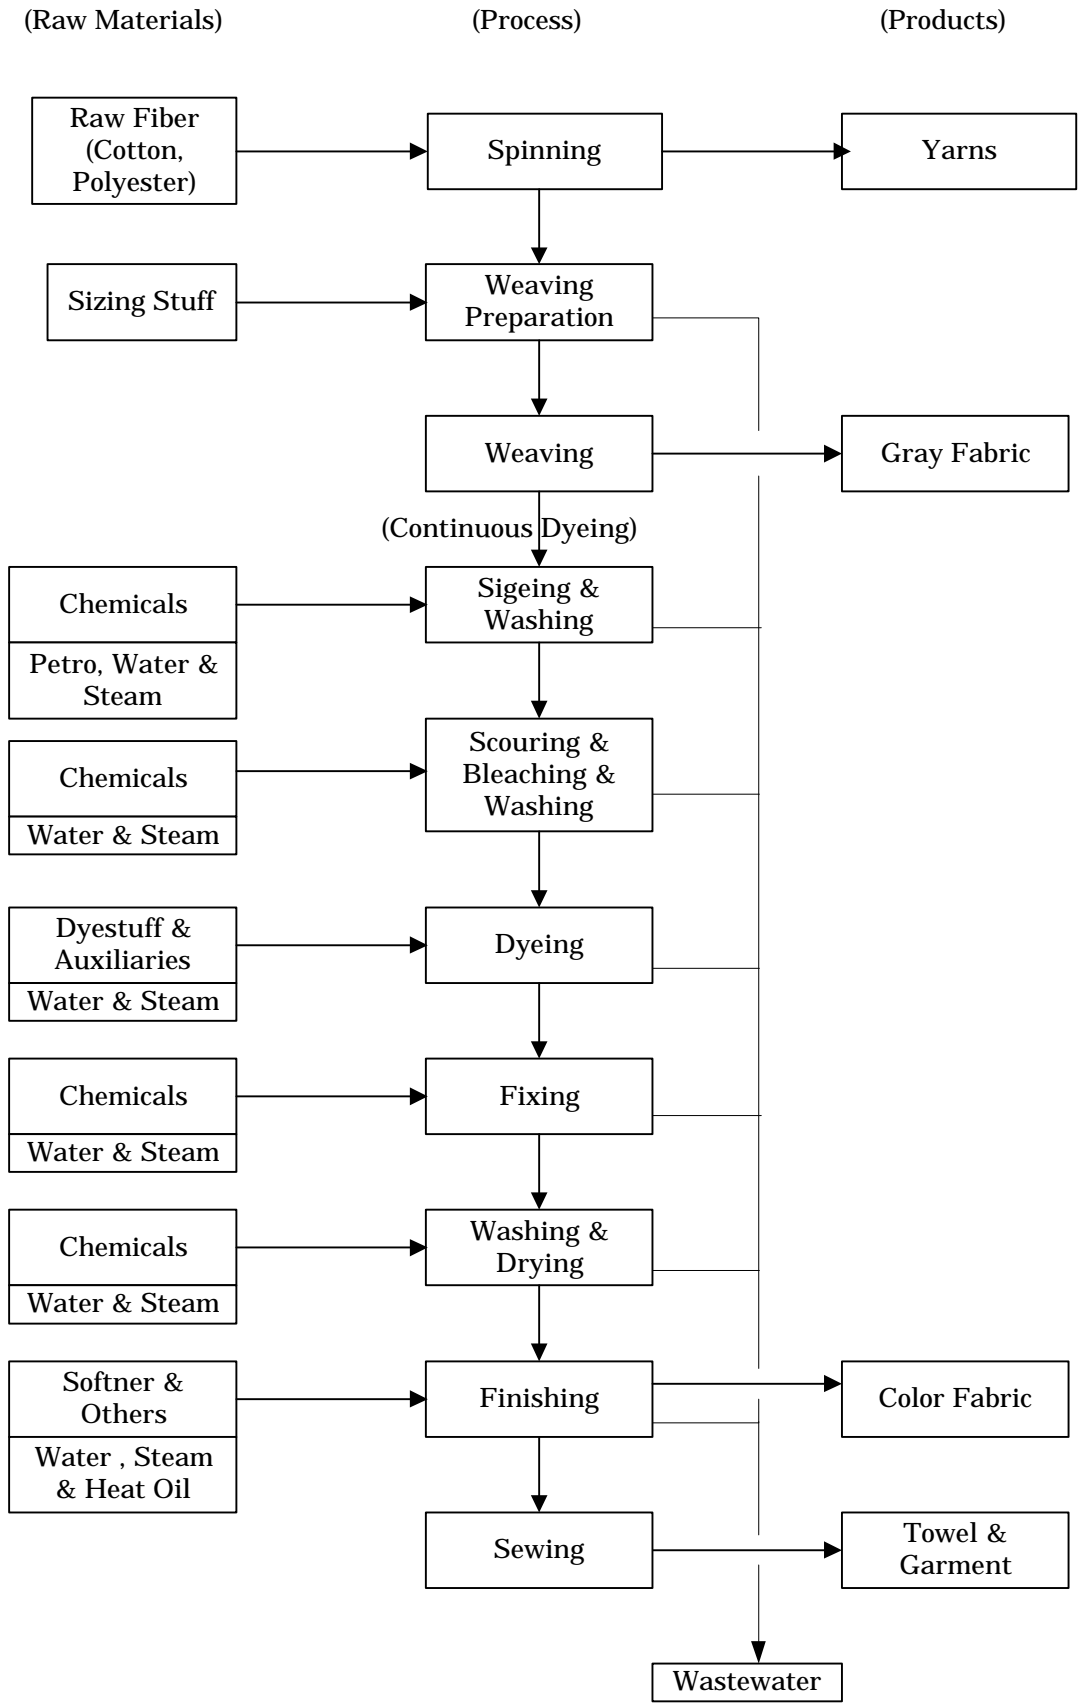 (Raw Materials)
(Process)
(Products)
Raw Fiber
(Cotton,
Polyester)
Spinning
Yarns
Sizing Stuff
Weaving
Preparation
Weaving
Gray Fabric
(Continuous Dyeing)
Chemicals
Petro, Water &
Steam
Sigeing &
Washing
Chemicals
Water & Steam
Scouring &
Bleaching &
Washing
Dyestuff &
Auxiliaries
Water & Steam
Dyeing
Chemicals
Water & Steam
Fixing
Chemicals
Water & Steam
Washing &
Drying
Softner &
Others
Water , Steam
& Heat Oil
Finishing
Color Fabric
Sewing
Towel &
Garment
Wastewater